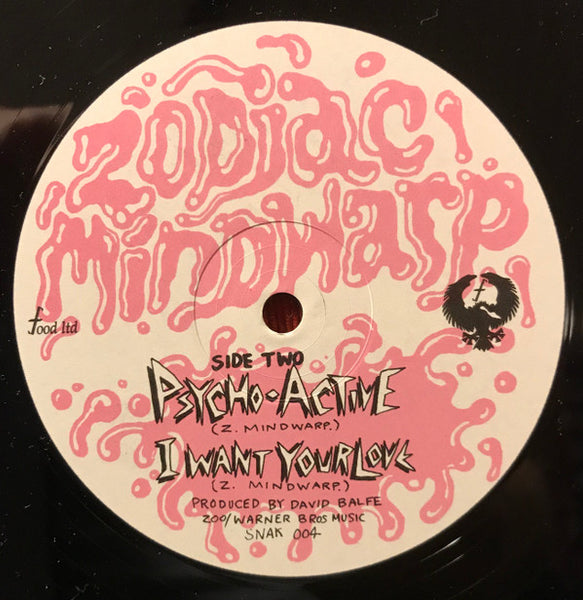 ZODIAC
MINDWARP
food ltd
SIDE TWO
PSYCHO-ACTIVE
(Z. MINDWARP.)
I WANT YOUR LOVE
(Z. MINDWARP.)
PRODUCED BY DAVID BALFE
ZOO/WARNER BROS MUSIC
SNAK 004